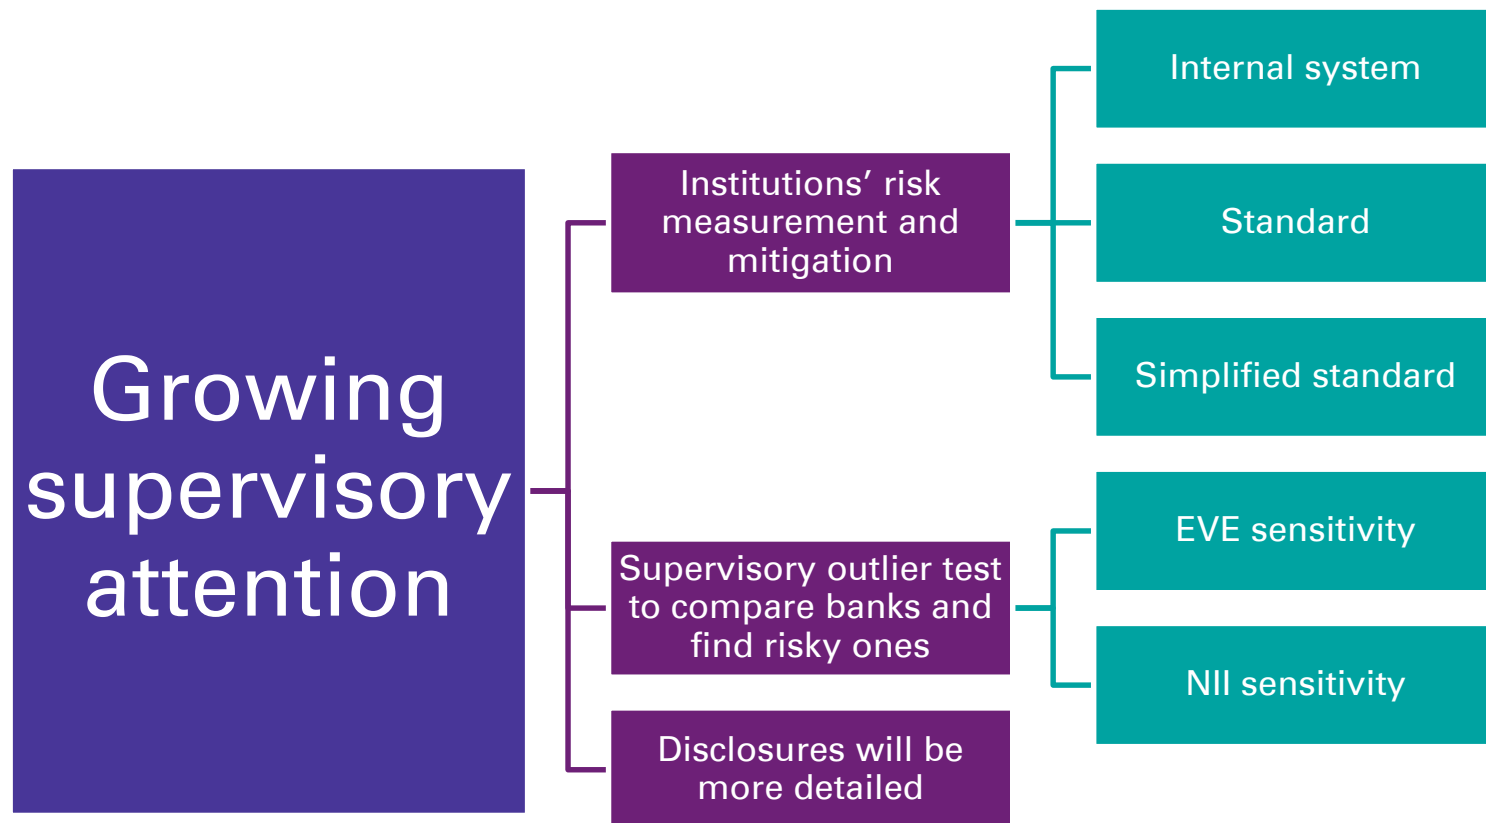 Growing
supervisory
attention
Institutions’ risk
measurement and
mitigation
Internal system
Standard
Simplified standard
Supervisory outlier test
to compare banks and
find risky ones
EVE sensitivity
NII sensitivity
Disclosures will be
more detailed